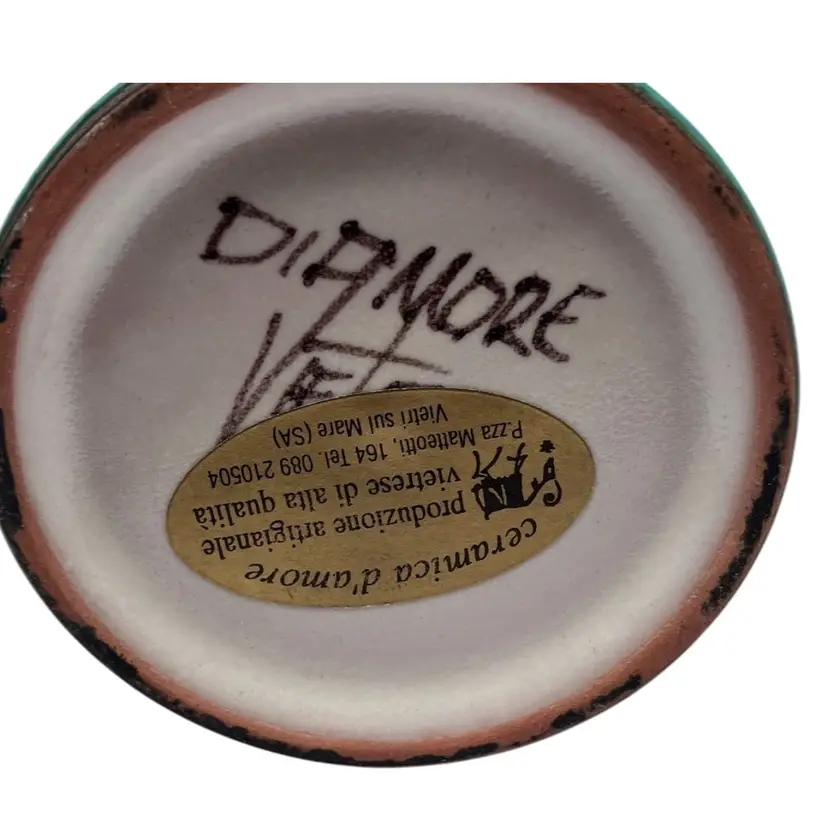 DIAMORE
ceramica d'amore
produzione artigianale
vietrese di alta qualità
P.zza Matteotti, 164 Tel. 089 210504
Vietri sul Mare (SA)